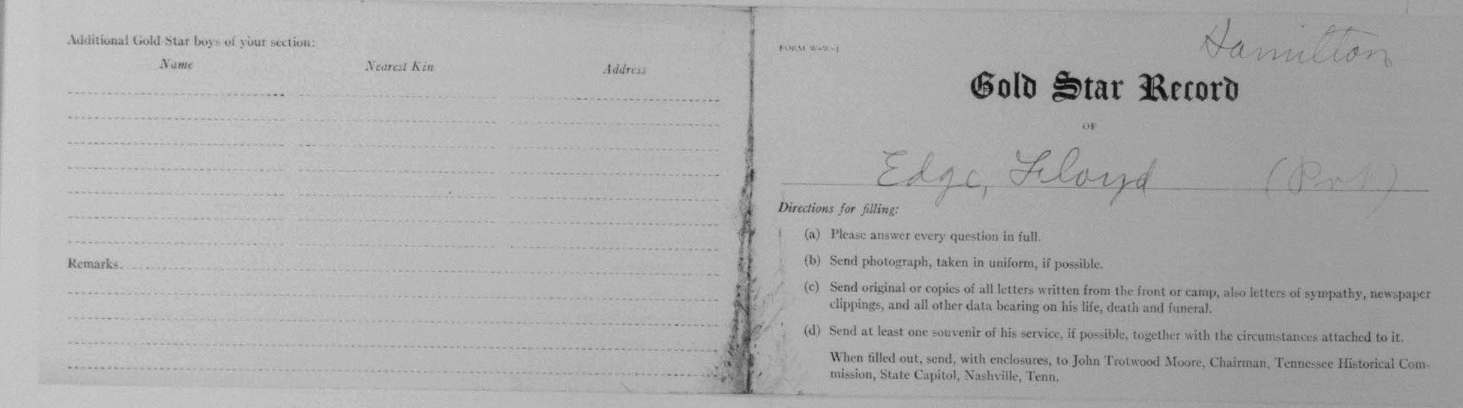 Additional Gold Star boys of your section:
Name Nearest Kin Address
Remarks
FORM W-W-1
Hamilton
Gold Star Record
OF
Edge, Floyd (Pvt)
Directions for filling:
(a) Please answer every question in full.
(b) Send photograph, taken in uniform, if possible.
(c) Send original or copies of all letters written from the front or camp, also letters of sympathy, newspaper
clippings, and all other data bearing on his life, death and funeral.
(d) Send at least one souvenir of his service, if possible, together with the circumstances attached to it.
When filled out, send, with enclosures, to John Trotwood Moore, Chairman, Tennessee Historical Com-
mission, State Capitol, Nashville, Tenn.